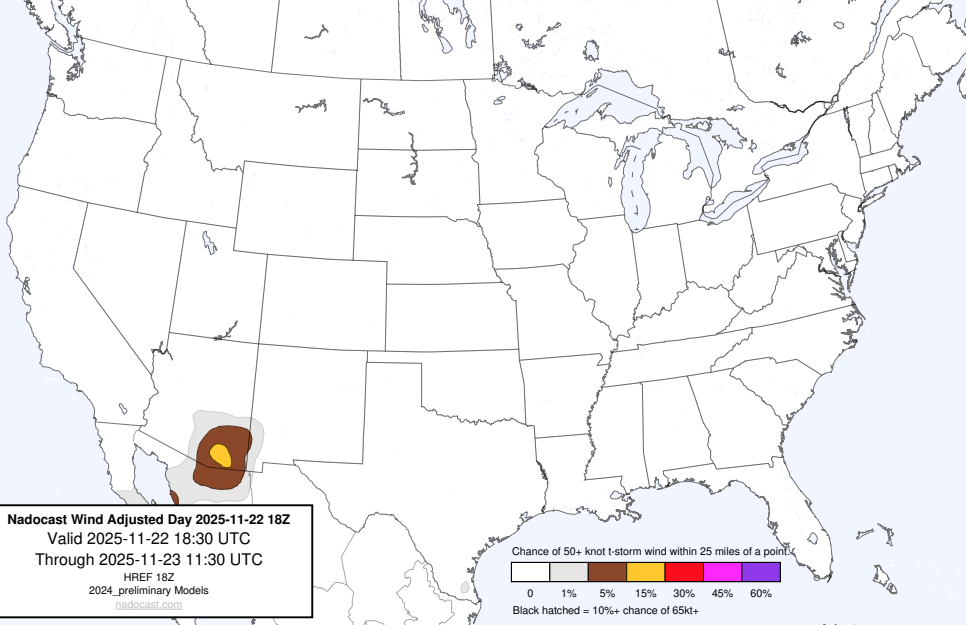 Nadocast Wind Adjusted Day 2025-11-22 18Z
Valid 2025-11-22 18:30 UTC
Through 2025-11-23 11:30 UTC
HREF 18Z
2024_preliminary Models
nadocast.com
Chance of 50+ knot t-storm wind within 25 miles of a point.
0 1% 5% 15% 30% 45% 60%
Black hatched = 10%+ chance of 65kt+